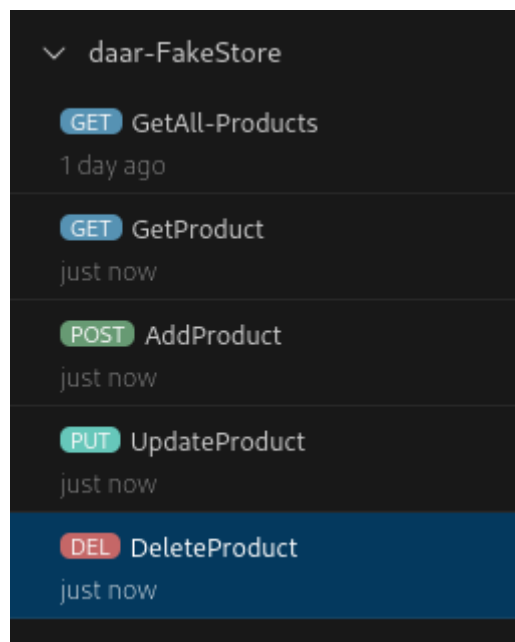 daar-FakeStore
GET GetAll-Products
1 day ago
GET GetProduct
just now
POST AddProduct
just now
PUT UpdateProduct
just now
DEL DeleteProduct
just now